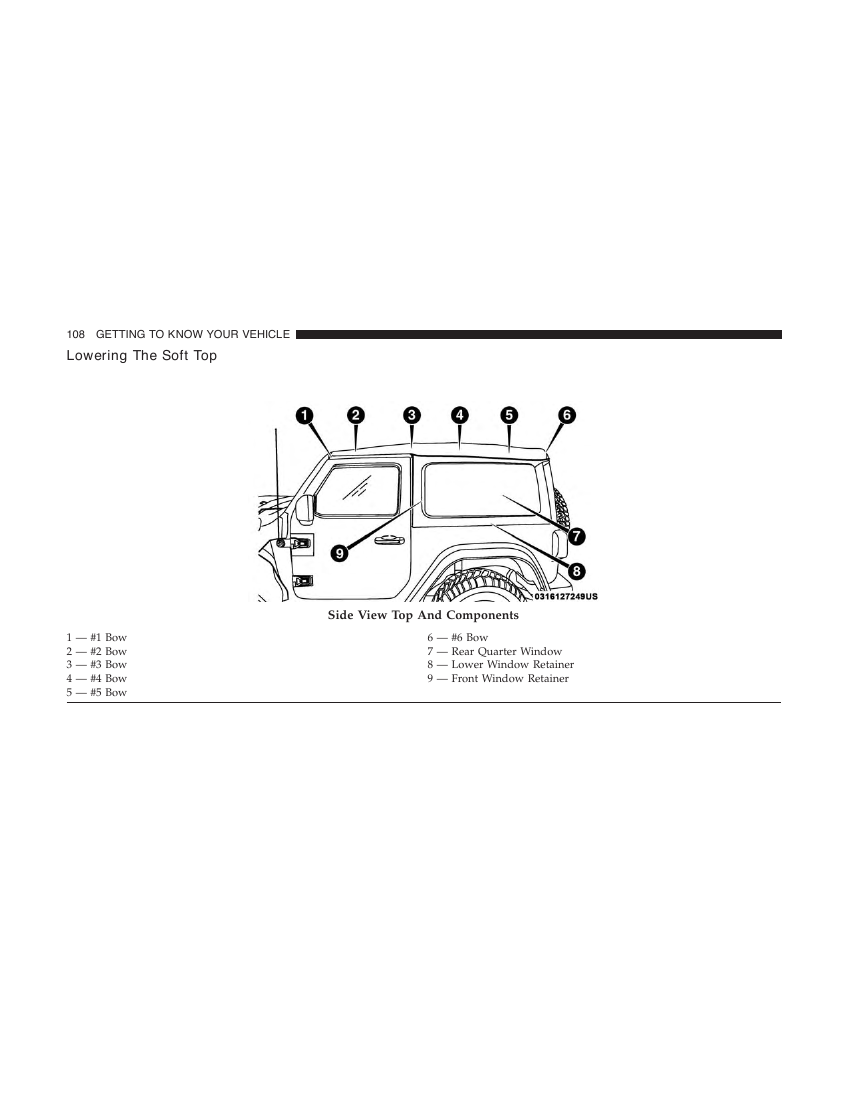 108 GETTING TO KNOW YOUR VEHICLE
Lowering The Soft Top
1 2 3 4 5 6
7
9
8
0316127249US
Side View Top And Components
1 — #1 Bow
2 — #2 Bow
3 — #3 Bow
4 — #4 Bow
5 — #5 Bow
6 — #6 Bow
7 — Rear Quarter Window
8 — Lower Window Retainer
9 — Front Window Retainer